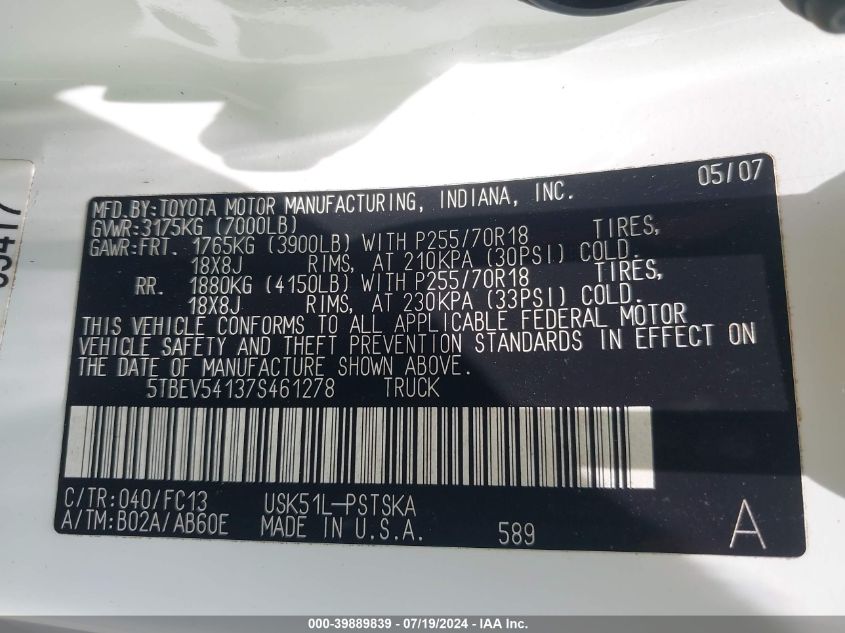 05/07
MFD.BY:TOYOTA MOTOR MANUFACTURING, INDIANA, INC.
GVWR:3175KG (7000LB)
GAWR:FRT. 1765KG (3900LB) WITH P255/70R18 TIRES,
18X8J RIMS, AT 210KPA (30PSI) COLD.
RR. 1880KG (4150LB) WITH P255/70R18 TIRES,
18X8J RIMS, AT 230KPA (33PSI) COLD.
THIS VEHICLE CONFORMS TO ALL APPLICABLE FEDERAL MOTOR
VEHICLE SAFETY AND THEFT PREVENTION STANDARDS IN EFFECT ON
THE DATE OF MANUFACTURE SHOWN ABOVE.
5TBEV54137S461278 TRUCK
C/TR:040/FC13 USK51L-PSTSKA
A/TM:B02A/AB60E MADE IN U.S.A. 589 A
000-39889839 - 07/19/2024 - IAA Inc.